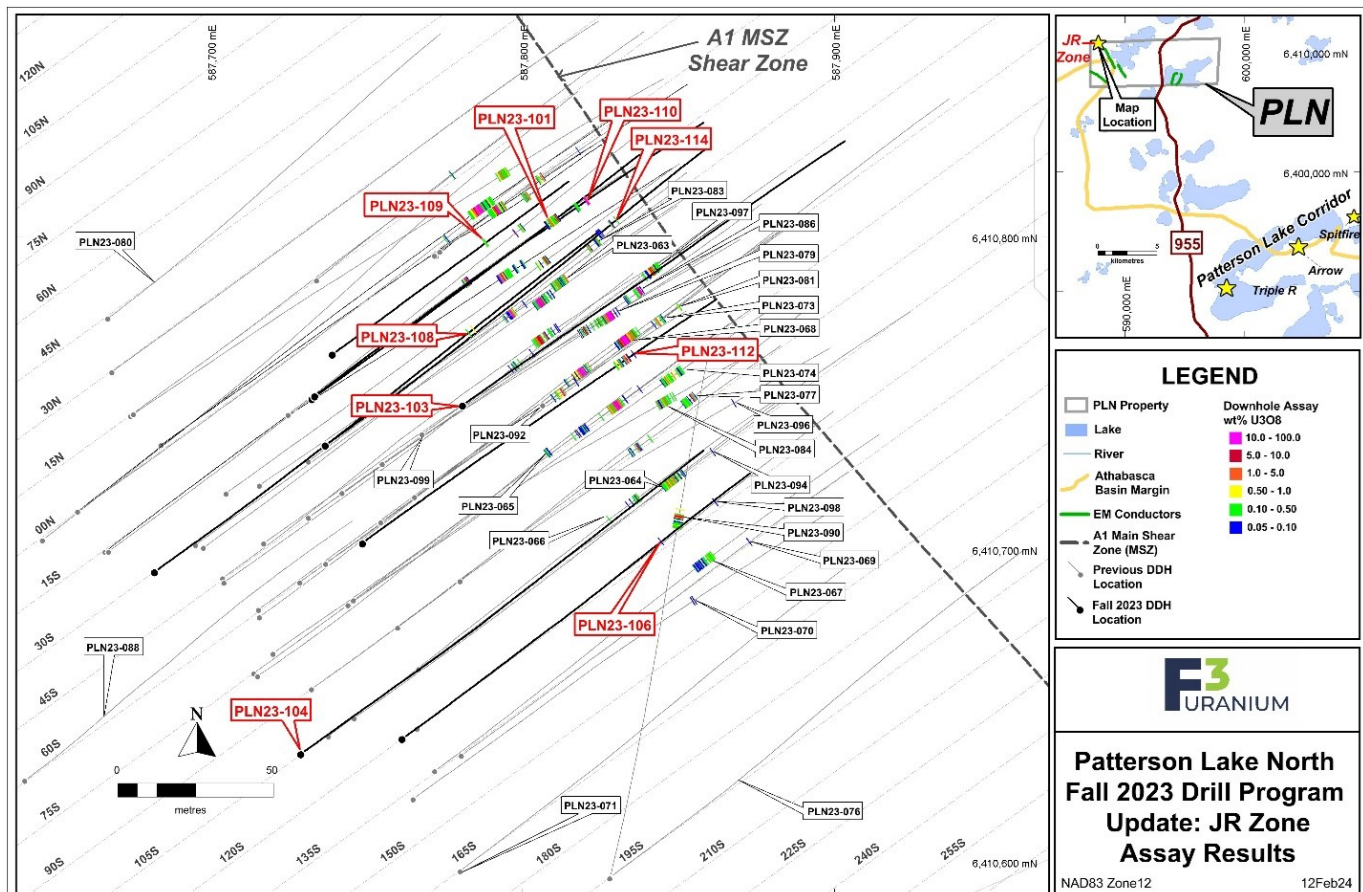 587,700 mE
587,800 mE
587,900 mE
A1 MSZ
Shear Zone
120N
105N
90N
75N
60N
45N
30N
15N
00N
15S
30S
45S
60S
75S
90S
105S
120S
135S
165S
180S
195S
210S
225S
240S
255S
PLN23-101
PLN23-110
PLN23-114
PLN23-109
PLN23-108
PLN23-103
PLN23-112
PLN23-106
PLN23-104
PLN23-080
PLN23-083
PLN23-097
PLN23-063
PLN23-086
PLN23-079
PLN23-081
PLN23-073
PLN23-068
PLN23-074
PLN23-077
PLN23-096
PLN23-084
PLN23-092
PLN23-099
PLN23-065
PLN23-064
PLN23-066
PLN23-094
PLN23-098
PLN23-090
PLN23-069
PLN23-067
PLN23-070
PLN23-088
PLN23-071
PLN23-076
6,410,800 mN
6,410,700 mN
6,410,600 mN
N
0 50
metres
JR
Zone
Map
Location
PLN
600,000 mE
590,000 mE
6,410,000 mN
6,400,000 mN
955
0 5
kilometres
Patterson Lake Corridor
Spitfire
Arrow
Triple R
LEGEND
PLN Property
Lake
River
Athabasca
Basin Margin
EM Conductors
A1 Main Shear
Zone (MSZ)
Previous DDH
Location
Fall 2023 DDH
Location
Downhole Assay
wt% U3O8
10.0 - 100.0
5.0 - 10.0
1.0 - 5.0
0.50 - 1.0
0.10 - 0.50
0.05 - 0.10
F3
URANIUM
Patterson Lake North
Fall 2023 Drill Program
Update: JR Zone
Assay Results
NAD83 Zone12 12Feb24